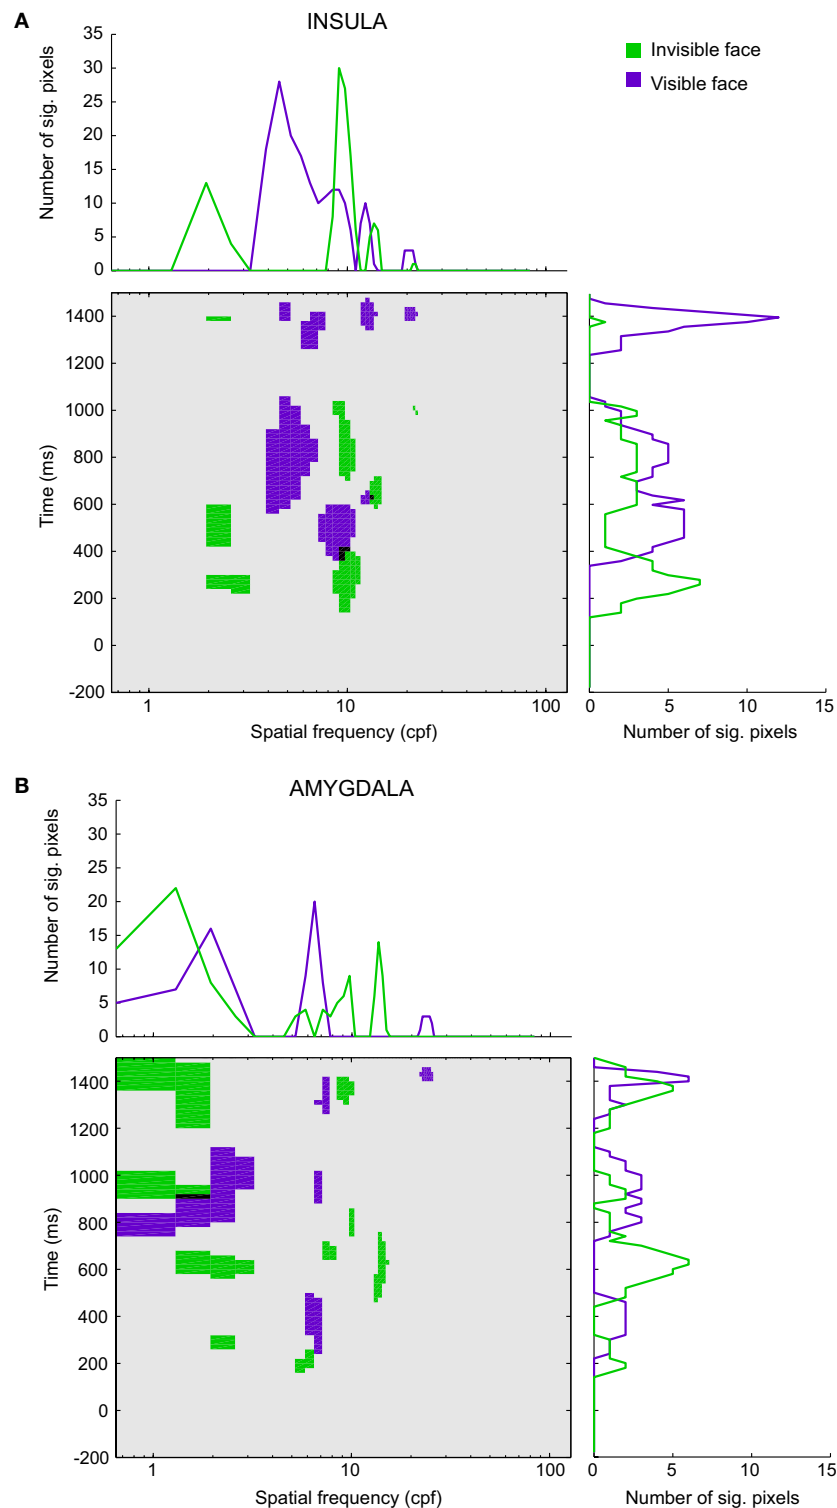 A
INSULA
Invisible face
Visible face
Number of sig. pixels
35
30
25
20
15
10
5
0
Time (ms)
1400
1200
1000
800
600
400
200
0
-200
1 10 100
Spatial frequency (cpf)
0 5 10 15
Number of sig. pixels
B
AMYGDALA
Number of sig. pixels
35
30
25
20
15
10
5
0
Time (ms)
1400
1200
1000
800
600
400
200
0
-200
1 10 100
Spatial frequency (cpf)
0 5 10 15
Number of sig. pixels